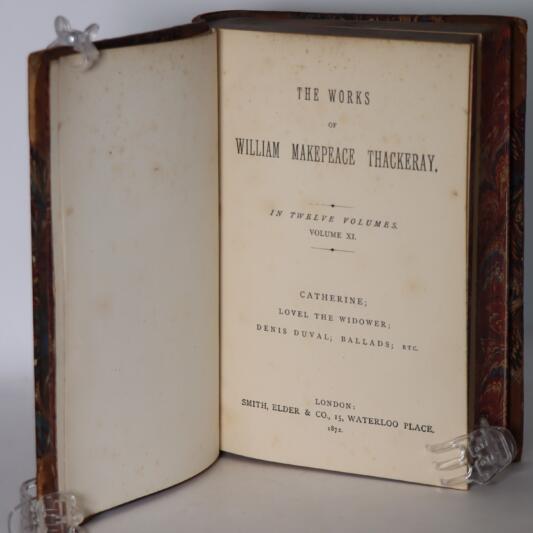 THE WORKS
OF
WILLIAM MAKEPEACE THACKERAY.
IN TWELVE VOLUMES.
VOLUME XI.
CATHERINE;
LOVEL THE WIDOWER;
DENIS DUVAL; BALLADS; ETC.
LONDON:
SMITH, ELDER & CO., 15, WATERLOO PLACE.
1872.